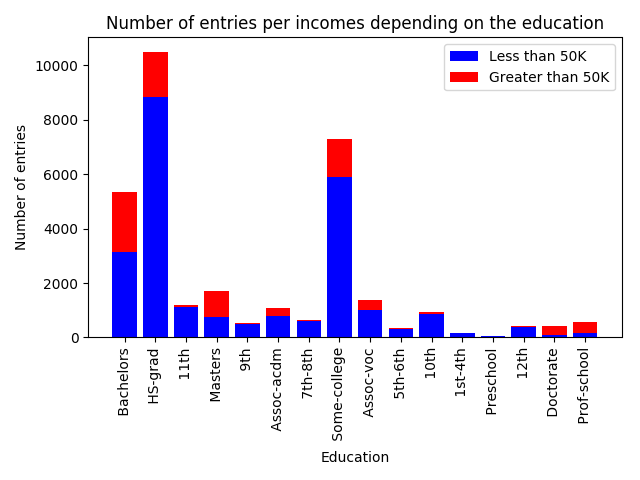 Number of entries per incomes depending on the education
Less than 50K
Greater than 50K
Number of entries
10000
8000
6000
4000
2000
0
Bachelors
HS-grad
11th
Masters
9th
Assoc-acdm
7th-8th
Some-college
Assoc-voc
5th-6th
10th
1st-4th
Preschool
12th
Doctorate
Prof-school
Education